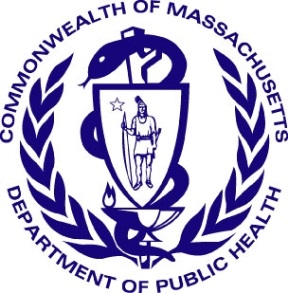 COMMONWEALTH OF MASSACHUSETTS
DEPARTMENT OF PUBLIC HEALTH